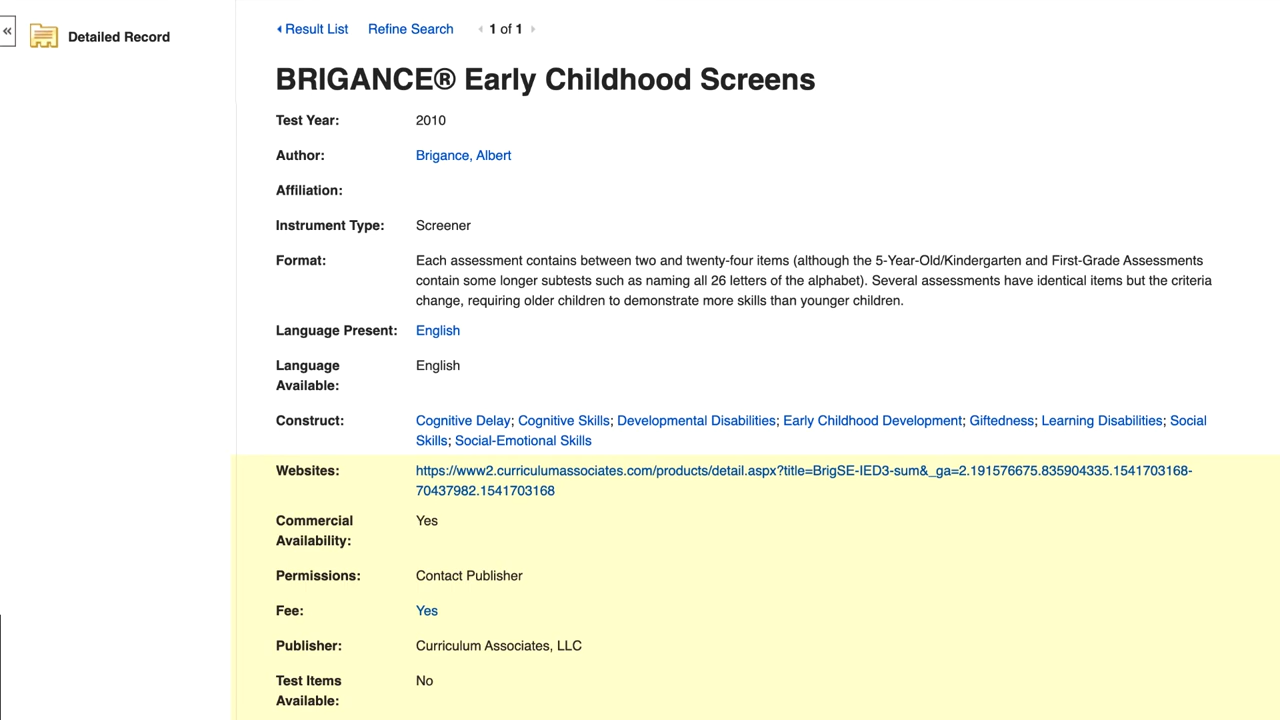 «
Detailed Record
Result List Refine Search 1 of 1
BRIGANCE® Early Childhood Screens
Test Year: 2010
Author: Brigance, Albert
Affiliation:
Instrument Type: Screener
Format: Each assessment contains between two and twenty-four items (although the 5-Year-Old/Kindergarten and First-Grade Assessments
contain some longer subtests such as naming all 26 letters of the alphabet). Several assessments have identical items but the criteria
change, requiring older children to demonstrate more skills than younger children.
Language Present: English
Language Available: English
Construct: Cognitive Delay; Cognitive Skills; Developmental Disabilities; Early Childhood Development; Giftedness; Learning Disabilities; Social
Skills; Social-Emotional Skills
Websites: https://www2.curriculumassociates.com/products/detail.aspx?title=BrigSE-IED3-sum&_ga=2.191576675.835904335.1541703168-
70437982.1541703168
Commercial Availability: Yes
Permissions: Contact Publisher
Fee: Yes
Publisher: Curriculum Associates, LLC
Test Items Available: No